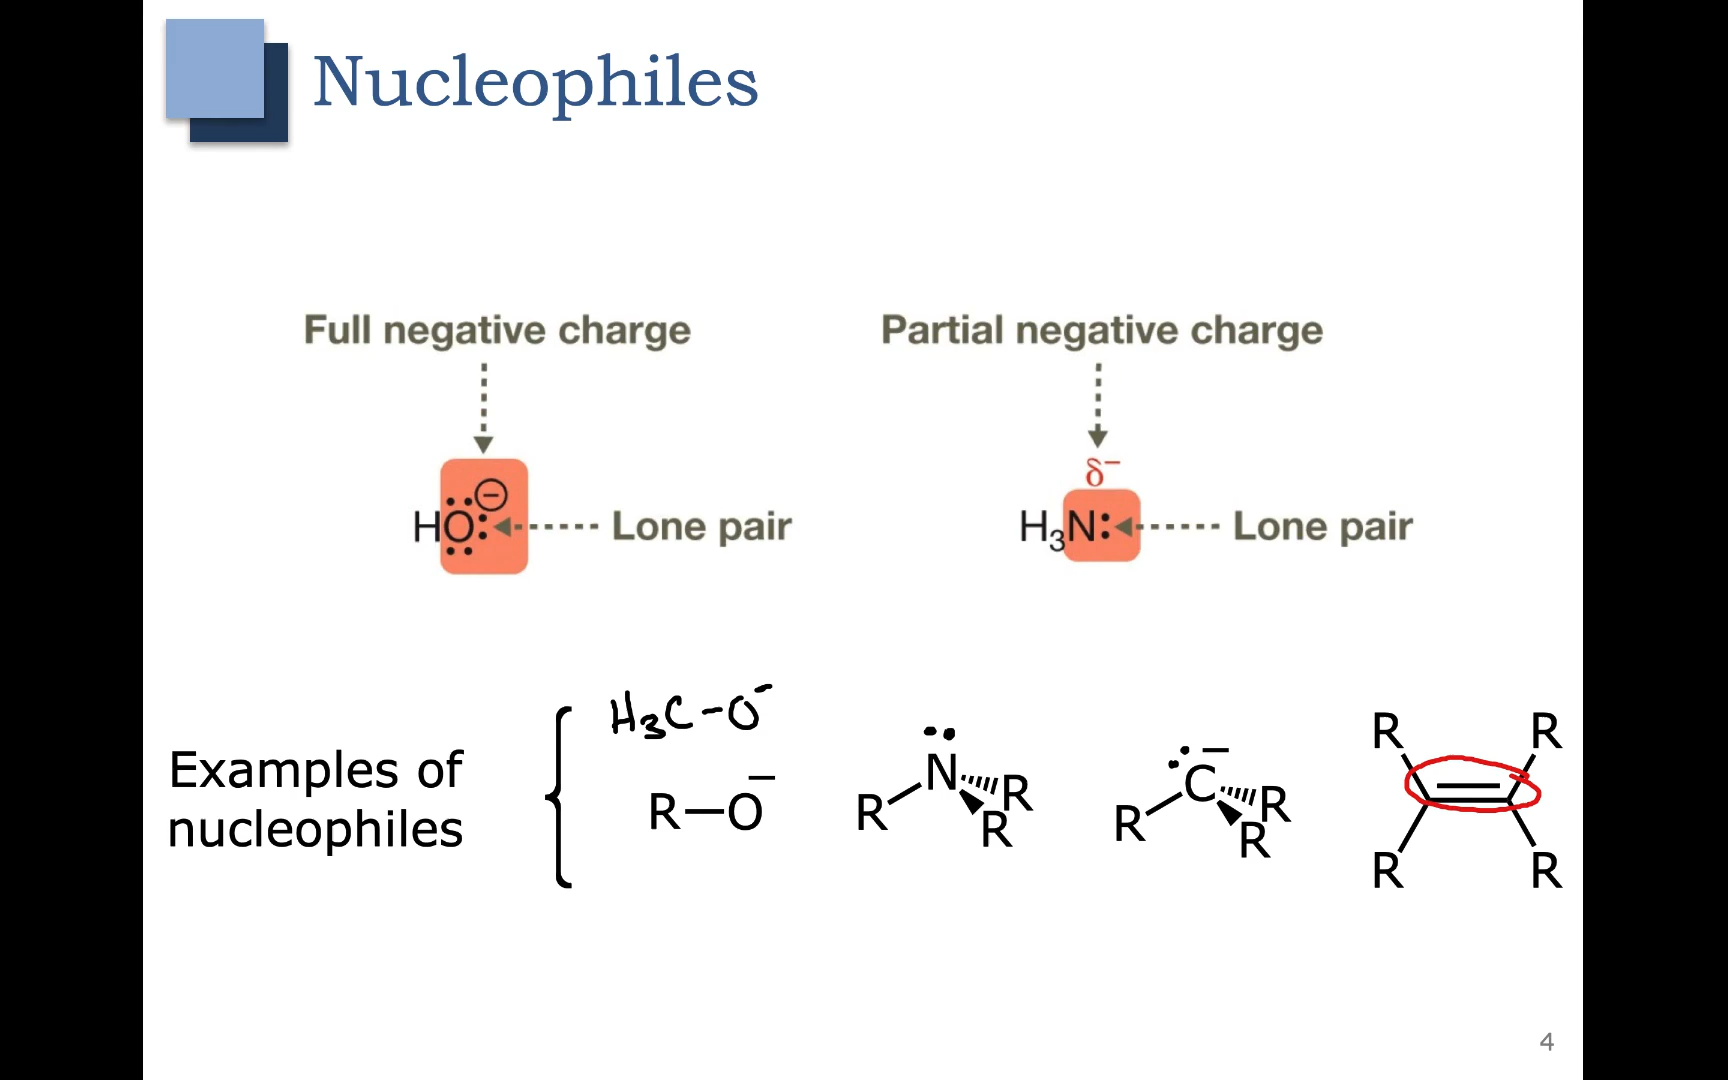 Nucleophiles
Full negative charge
Partial negative charge
δ⁻
HO:⊖
Lone pair
H₃N:
Lone pair
Examples of
nucleophiles
H₃C-O⁻
R—O⁻
N
R
R
R
C⁻
R
R
R
R
R
R
R
4